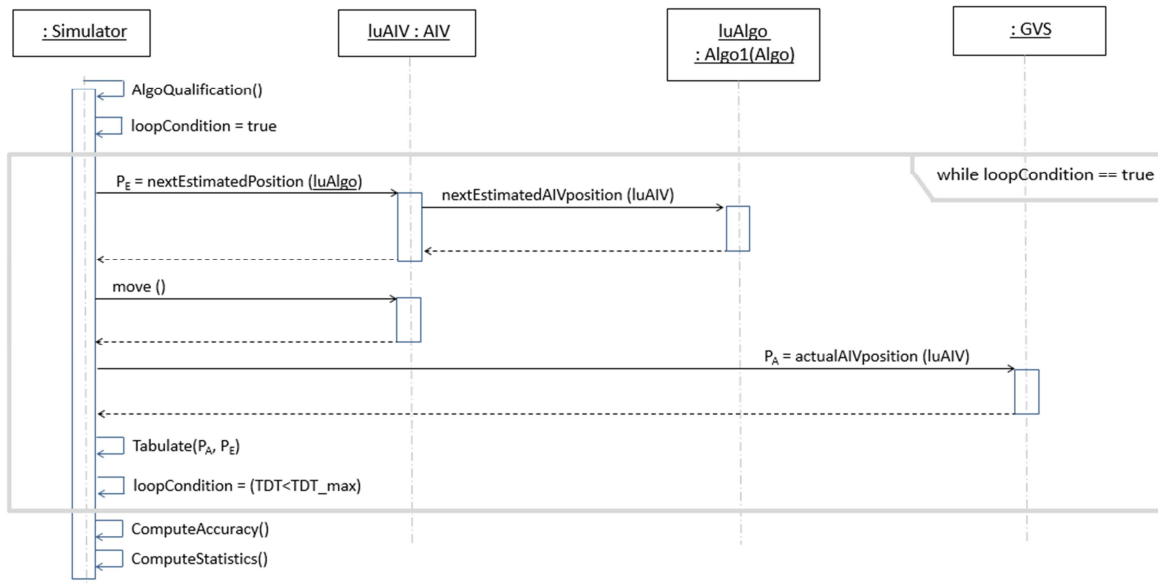 : Simulator
luAIV : AIV
luAlgo
: Algo1(Algo)
: GVS
AlgoQualification()
loopCondition = true
while loopCondition == true
PE = nextEstimatedPosition (luAlgo)
nextEstimatedAIVposition (luAIV)
move ()
PA = actualAIVposition (luAIV)
Tabulate(PA, PE)
loopCondition = (TDT<TDT_max)
ComputeAccuracy()
ComputeStatistics()